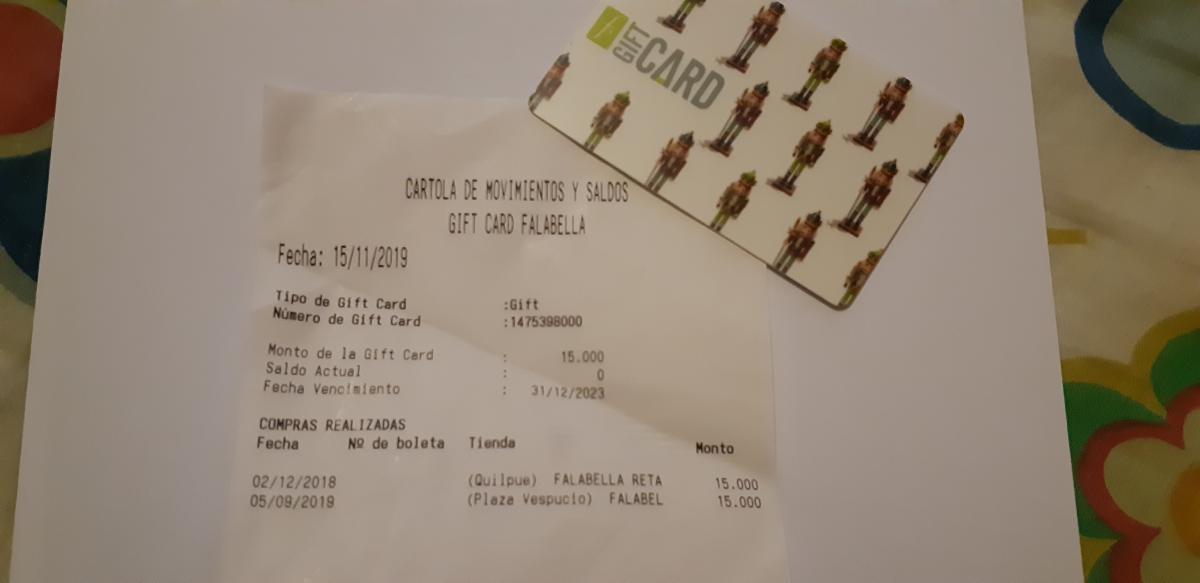 f GIFT CARD
CARTOLA DE MOVIMIENTOS Y SALDOS
GIFT CARD FALABELLA
Fecha: 15/11/2019
Tipo de Gift Card :Gift
Número de Gift Card :1475398000
Monto de la Gift Card : 15.000
Saldo Actual : 0
Fecha Vencimiento : 31/12/2023
COMPRAS REALIZADAS
Fecha Nº de boleta Tienda Monto
02/12/2018 (Quilpue) FALABELLA RETA 15.000
05/09/2019 (Plaza Vespucio) FALABEL 15.000